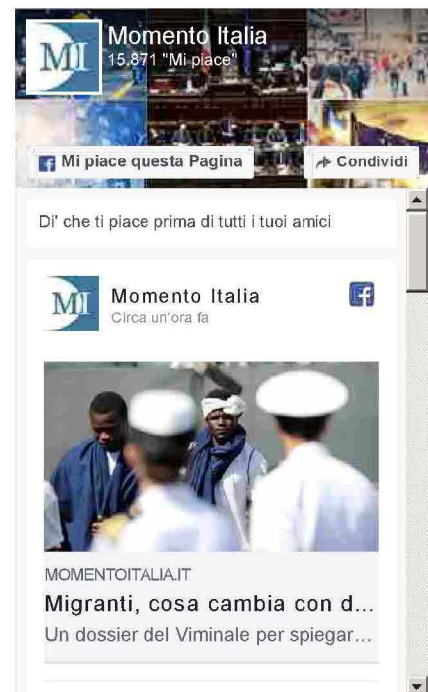 MI
Momento Italia
15.871 "Mi piace"
Mi piace questa Pagina
Condividi
Di' che ti piace prima di tutti i tuoi amici
MI
Momento Italia
Circa un'ora fa
MOMENTOITALIA.IT
Migranti, cosa cambia con d...
Un dossier del Viminale per spiegar...